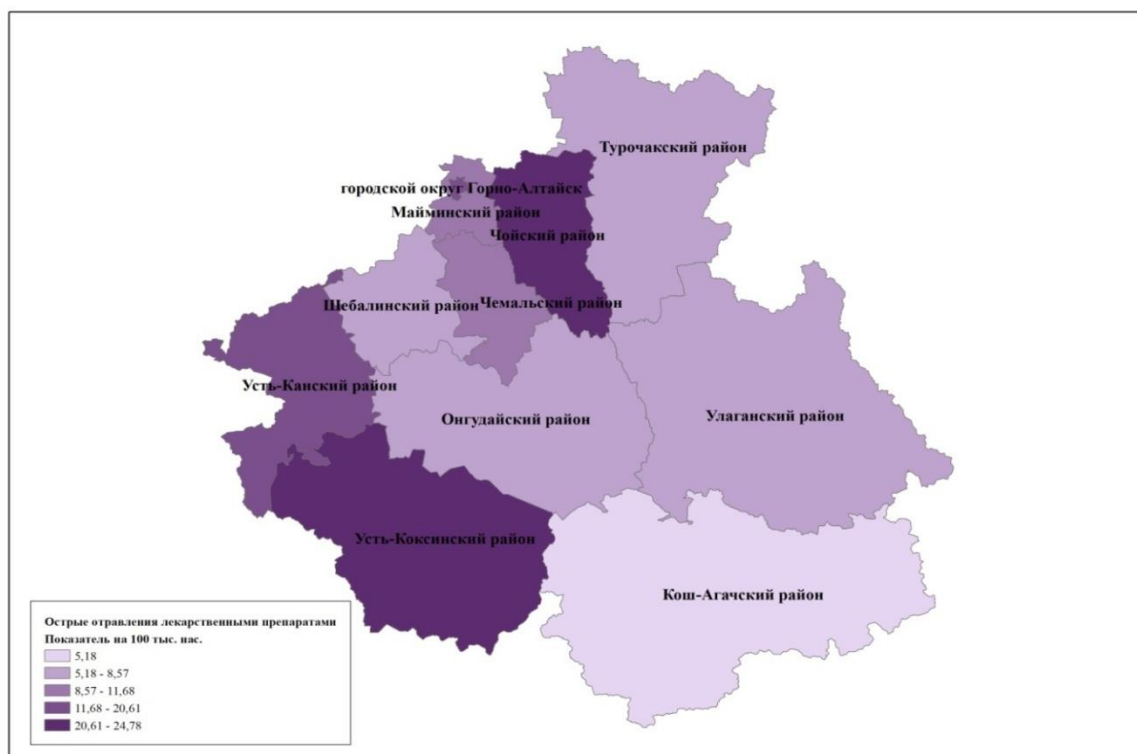 Турочакский район
городской округ Горно-Алтайск
Майминский район
Чойский район
Шебалинский район
Чемальский район
Усть-Канский район
Онгудайский район
Улаганский район
Усть-Коксинский район
Кош-Агачский район
Острые отравления лекарственными препаратами
Показатель на 100 тыс. нас.
5,18
5,18 - 8,57
8,57 - 11,68
11,68 - 20,61
20,61 - 24,78